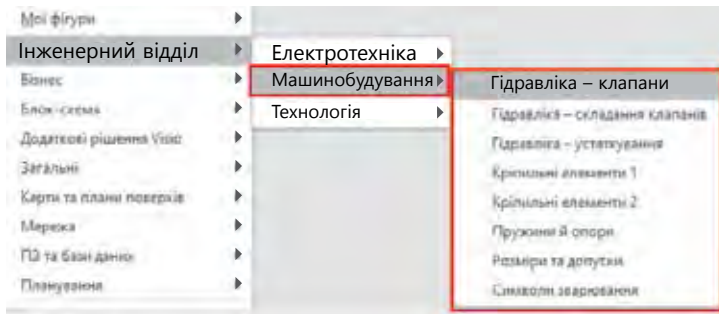 Мої фігури
Інженерний відділ
Бізнес
Блок-схема
Додаткові рішення Visio
Загальні
Карти та плани поверхів
Мережа
ПЗ та бази даних
Планування
Електротехніка
Машинобудування
Технологія
Гідравліка – клапани
Гідравліка – складання клапанів
Гідравліка – устаткування
Кріпильні елементи 1
Кріпильні елементи 2
Пружини й опори
Розміри та допуски
Символи зварювання